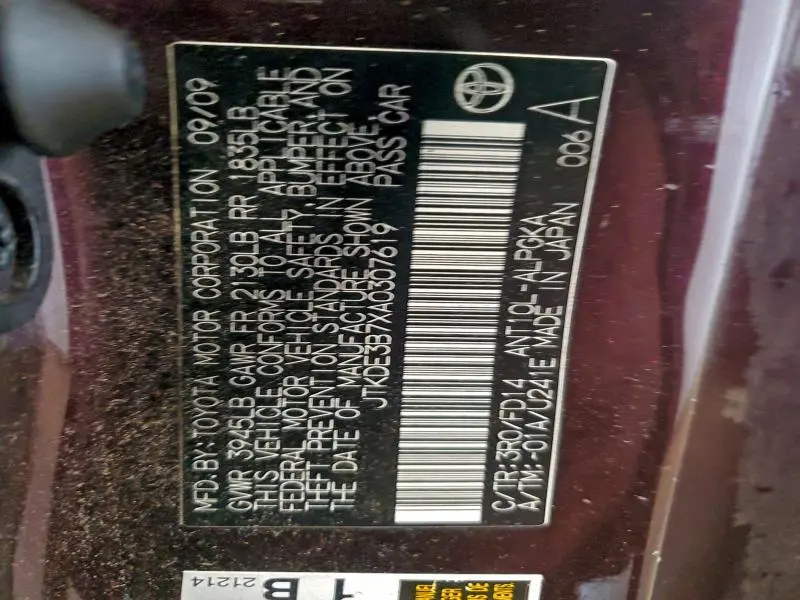 MFD.BY:TOYOTA MOTOR CORPORATION 09/09
GVWR 3945LB GAWR FR 2130LB RR 1835LB
THIS VEHICLE CONFORMS TO ALL APPLICABLE
FEDERAL MOTOR VEHICLE SAFETY, BUMPER, AND
THEFT PREVENTION STANDARDS IN EFFECT ON
THE DATE OF MANUFACTURE SHOWN ABOVE.
JTKDE3B7XA0307619 PASS CAR
C/TR:3R0/FD14 ANT10L-ALPGKA
A/TM:-01A/U241E MADE IN JAPAN
006 A
21214
1
B